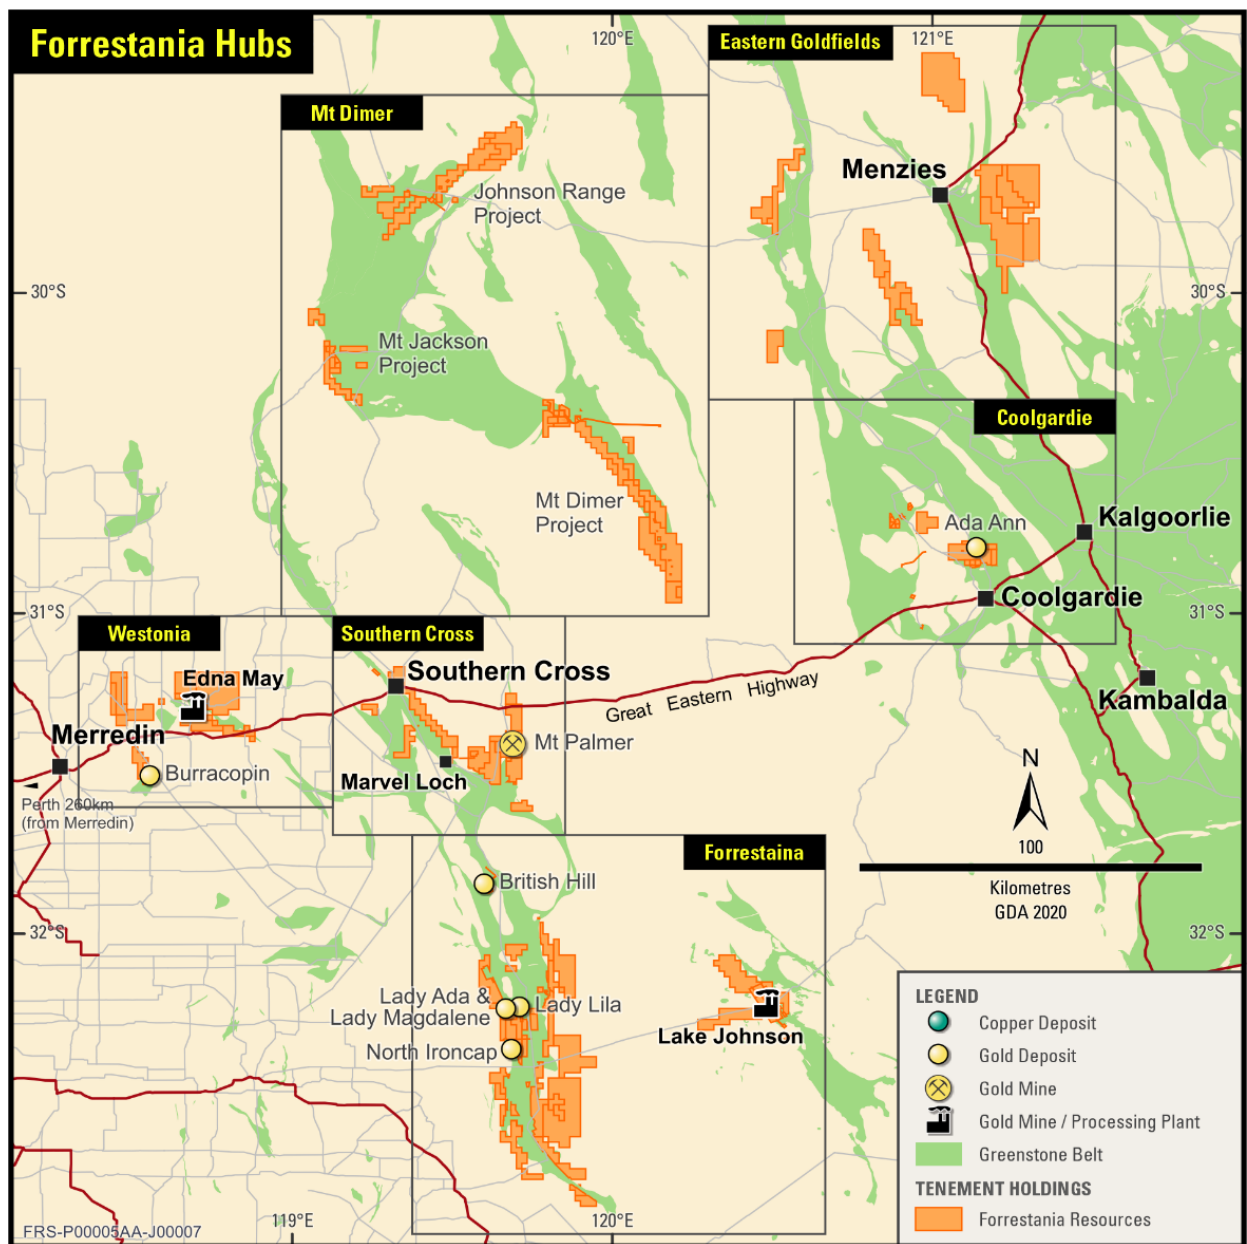 Forrestania Hubs
120°E
Eastern Goldfields
121°E
Mt Dimer
Menzies
Johnson Range
Project
30°S
30°S
Mt Jackson
Project
Coolgardie
Mt Dimer
Project
Ada Ann
Kalgoorlie
Coolgardie
31°S
31°S
Westonia
Southern Cross
Edna May
Southern Cross
Great Eastern Highway
Kambalda
Merredin
Mt Palmer
Burracopin
Marvel Loch
Perth 260km
(from Merredin)
N
100
Kilometres
GDA 2020
Forrestaina
British Hill
32°S
32°S
Lady Ada &
Lady Magdalene
Lady Lila
North Ironcap
Lake Johnson
LEGEND
Copper Deposit
Gold Deposit
Gold Mine
Gold Mine / Processing Plant
Greenstone Belt
TENEMENT HOLDINGS
Forrestania Resources
119°E
120°E
FRS-P00005AA-J00007